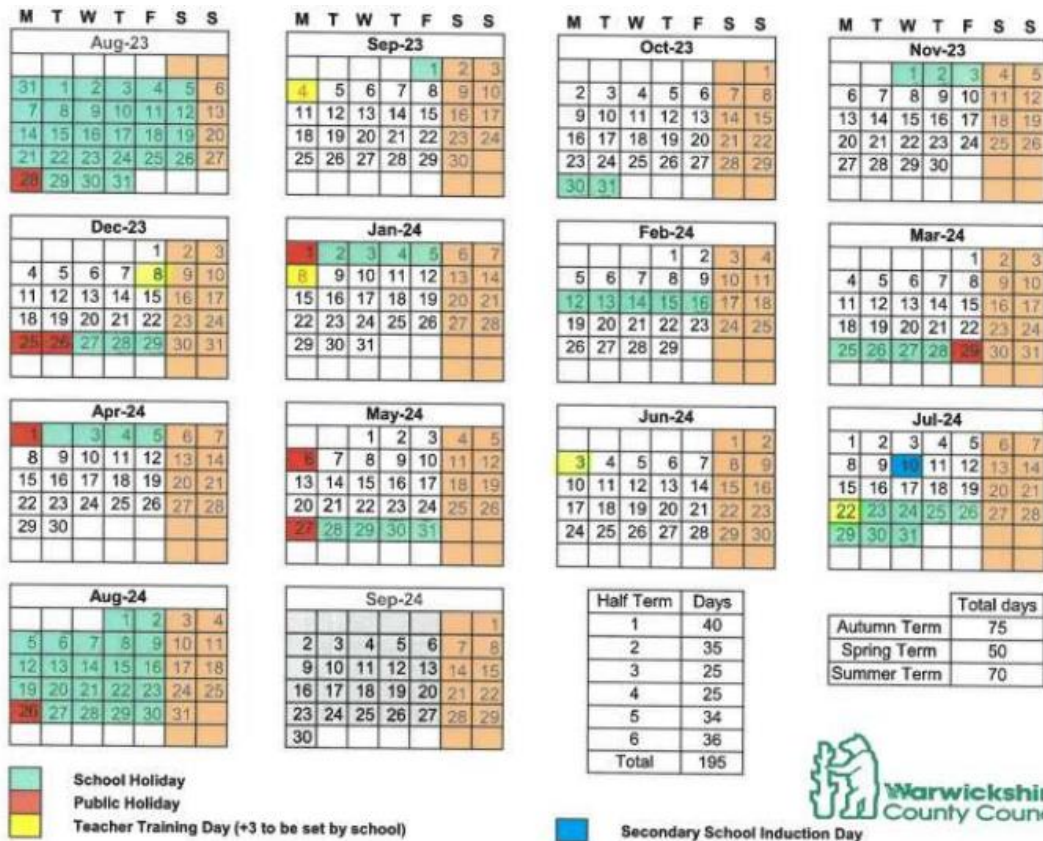 M T W T F S S
Aug-23
31 1 2 3 4 5 6
7 8 9 10 11 12 13
14 15 16 17 18 19 20
21 22 23 24 25 26 27
28 29 30 31
M T W T F S S
Sep-23
1 2 3
4 5 6 7 8 9 10
11 12 13 14 15 16 17
18 19 20 21 22 23 24
25 26 27 28 29 30
M T W T F S S
Oct-23
1
2 3 4 5 6 7 8
9 10 11 12 13 14 15
16 17 18 19 20 21 22
23 24 25 26 27 28 29
30 31
M T W T F S S
Nov-23
1 2 3 4 5
6 7 8 9 10 11 12
13 14 15 16 17 18 19
20 21 22 23 24 25 26
27 28 29 30
Dec-23
1 2 3
4 5 6 7 8 9 10
11 12 13 14 15 16 17
18 19 20 21 22 23 24
25 26 27 28 29 30 31
Jan-24
1 2 3 4 5 6 7
8 9 10 11 12 13 14
15 16 17 18 19 20 21
22 23 24 25 26 27 28
29 30 31
Feb-24
1 2 3 4
5 6 7 8 9 10 11
12 13 14 15 16 17 18
19 20 21 22 23 24 25
26 27 28 29
Mar-24
1 2 3
4 5 6 7 8 9 10
11 12 13 14 15 16 17
18 19 20 21 22 23 24
25 26 27 28 29 30 31
Apr-24
1 3 4 5 6 7
8 9 10 11 12 13 14
15 16 17 18 19 20 21
22 23 24 25 26 27 28
29 30
May-24
1 2 3 4 5
6 7 8 9 10 11 12
13 14 15 16 17 18 19
20 21 22 23 24 25 26
27 28 29 30 31
Jun-24
1 2
3 4 5 6 7 8 9
10 11 12 13 14 15 16
17 18 19 20 21 22 23
24 25 26 27 28 29 30
Jul-24
1 2 3 4 5 6 7
8 9 10 11 12 13 14
15 16 17 18 19 20 21
22 23 24 25 26 27 28
29 30 31
Aug-24
1 2 3 4
5 6 7 8 9 10 11
12 13 14 15 16 17 18
19 20 21 22 23 24 25
26 27 28 29 30 31
Sep-24
1
2 3 4 5 6 7 8
9 10 11 12 13 14 15
16 17 18 19 20 21 22
23 24 25 26 27 28 29
30
Half Term Days
1 40
2 35
3 25
4 25
5 34
6 36
Total 195
Total days
Autumn Term 75
Spring Term 50
Summer Term 70
School Holiday
Public Holiday
Teacher Training Day (+3 to be set by school)
Secondary School Induction Day
Warwickshir
County Counc